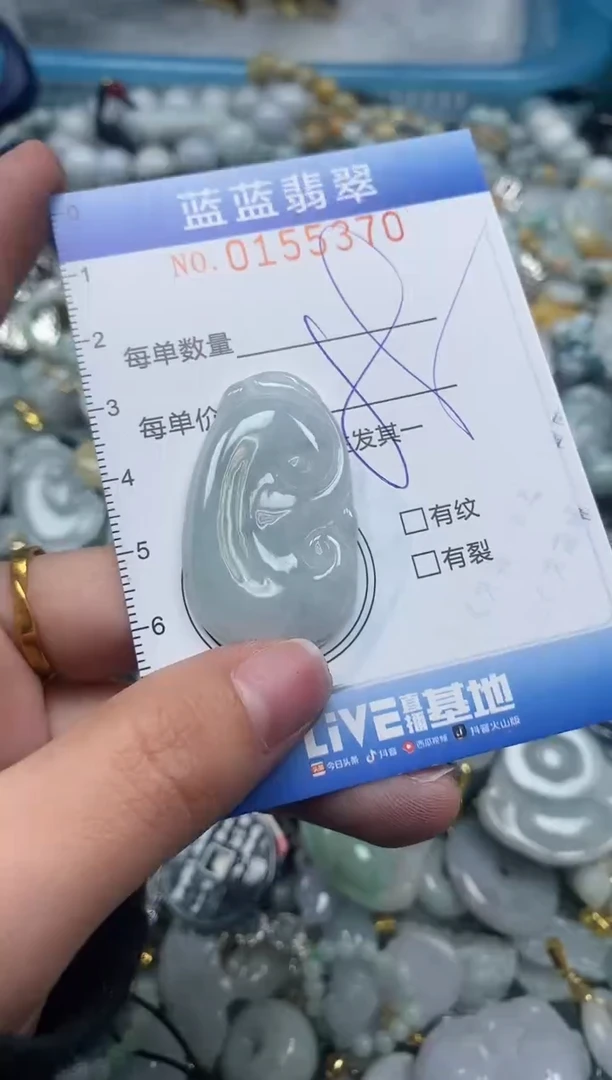 蓝蓝翡翠
NO. 0155370
0
1
2
3
4
5
6
每单数量
每单价
发其一
□有纹
□有裂
LiVE直播基地
今日头条 抖音 西瓜视频 抖音火山版